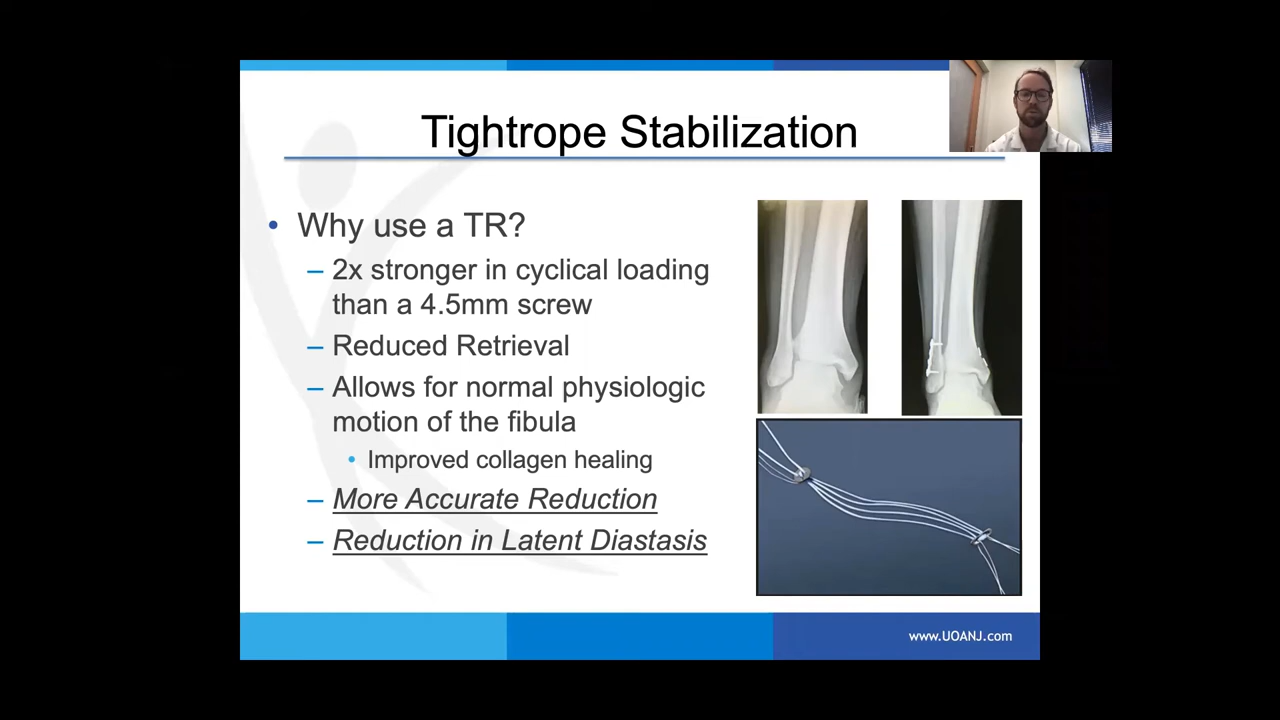 Tightrope Stabilization
• Why use a TR?
– 2x stronger in cyclical loading
than a 4.5mm screw
– Reduced Retrieval
– Allows for normal physiologic
motion of the fibula
• Improved collagen healing
– More Accurate Reduction
– Reduction in Latent Diastasis
www.UOANJ.com